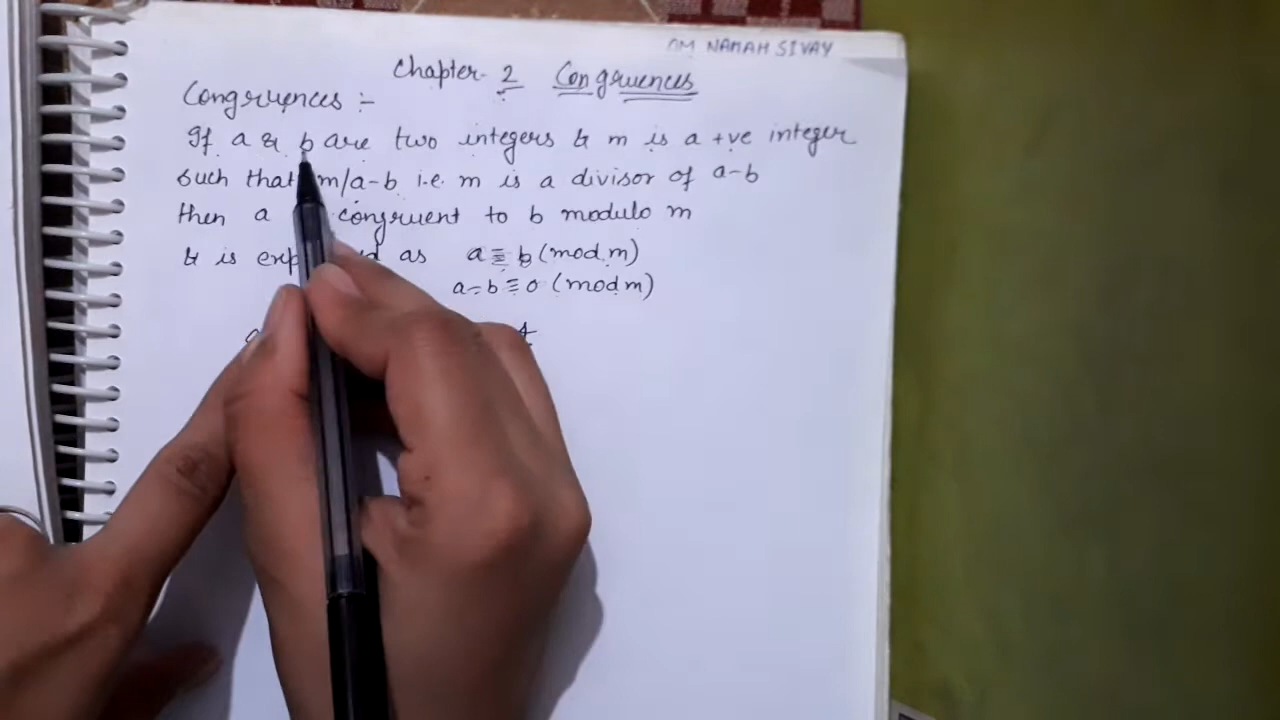 OM NAMAH SIVAY
Chapter-2 Congruences
Congruences :-
If a & b are two integers & m is a +ve integer
such that m/a-b i.e. m is a divisor of a-b
then a congruent to b modulo m
& is as a ≡ b (mod m)
a-b ≡ 0 (mod m)